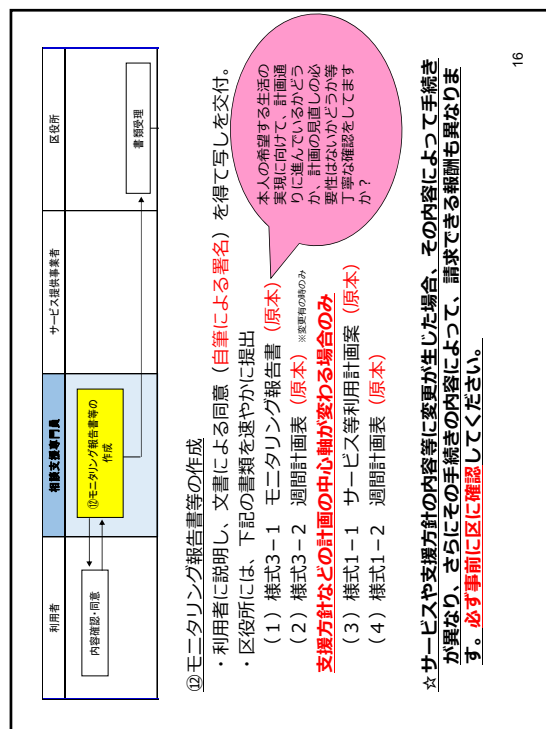 利用者
相談支援専門員
サービス提供事業者
区役所
内容確認・同意
⑫モニタリング報告書等の
作成
書類受理
⑫モニタリング報告書等の作成
・利用者に説明し、文書による同意（自筆による署名）を得て写しを交付。
・区役所には、下記の書類を速やかに提出
（１）様式３－１　モニタリング報告書（原本）
（２）様式３－２　週間計画表（原本）※変更有の時のみ
支援方針などの計画の中心軸が変わる場合のみ
（３）様式１－１　サービス等利用計画案（原本）
（４）様式１－２　週間計画表（原本）
本人の希望する生活の
実現に向けて、計画通
りに進んでいるかどう
か、計画の見直しの必
要性はないかどうか等
丁寧な確認をしてます
か？
☆サービスや支援方針の内容等に変更が生じた場合、その内容によって手続き
が異なり、さらにその手続きの内容によって、請求できる報酬も異なりま
す。必ず事前に区に確認してください。
16